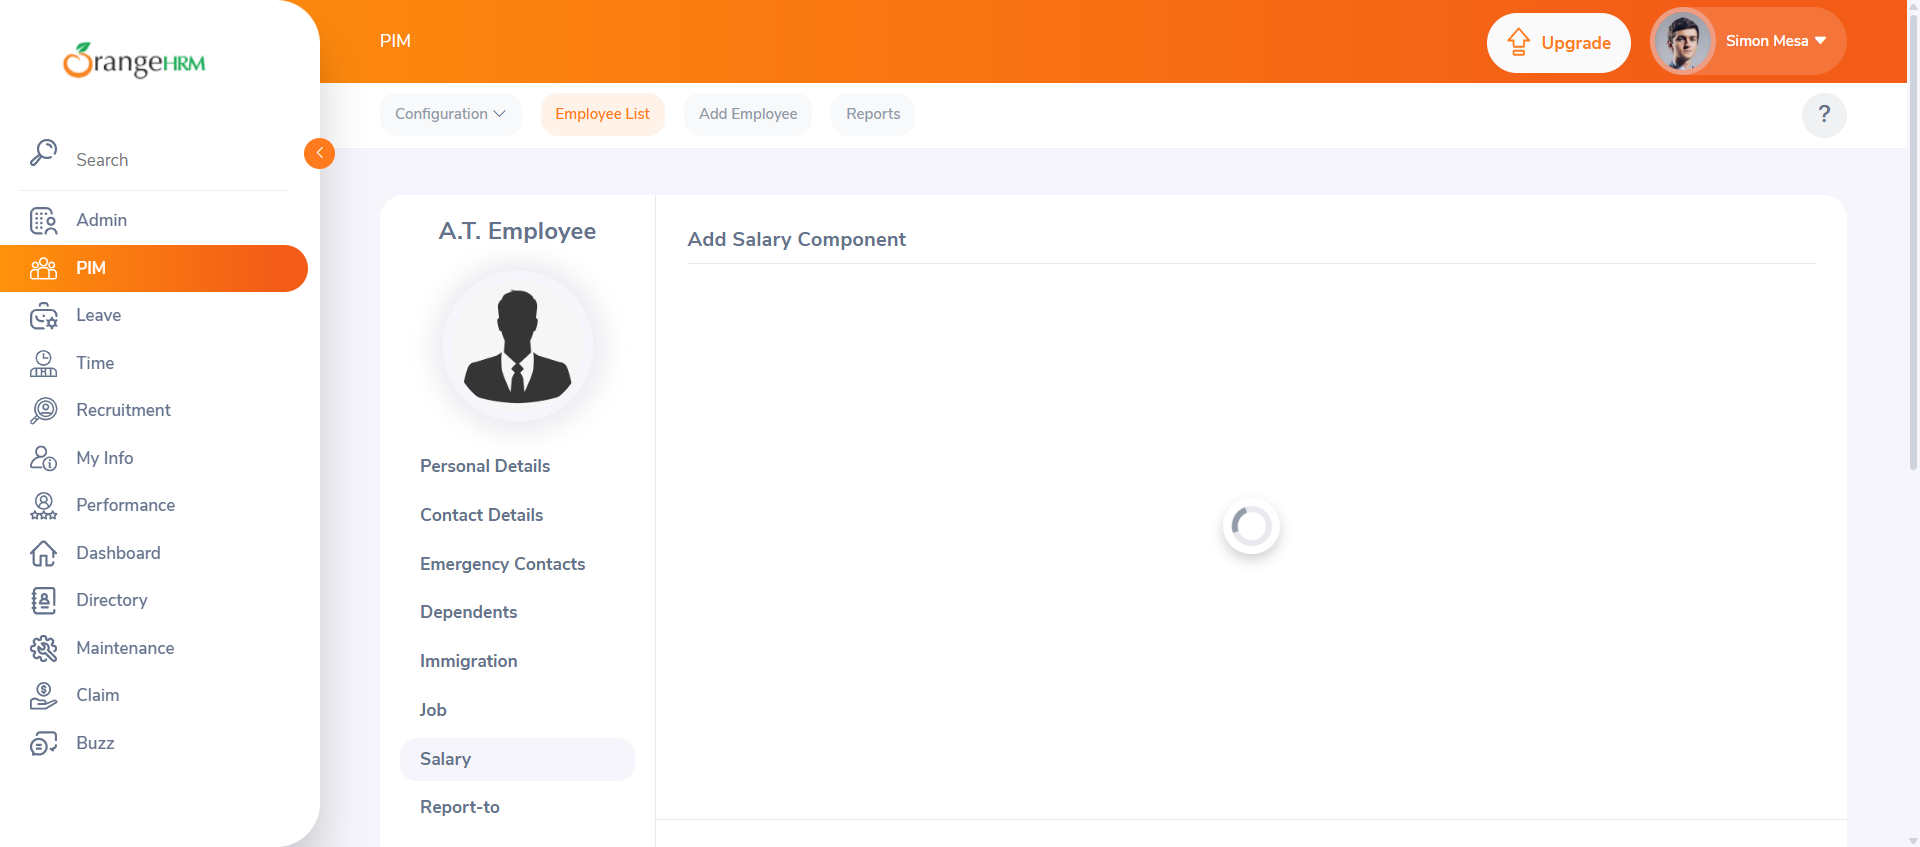 OrangeHRM
Search
Admin
PIM
Leave
Time
Recruitment
My Info
Performance
Dashboard
Directory
Maintenance
Claim
Buzz
PIM
Upgrade
Simon Mesa
Configuration
Employee List
Add Employee
Reports
?
A.T. Employee
Personal Details
Contact Details
Emergency Contacts
Dependents
Immigration
Job
Salary
Report-to
Add Salary Component